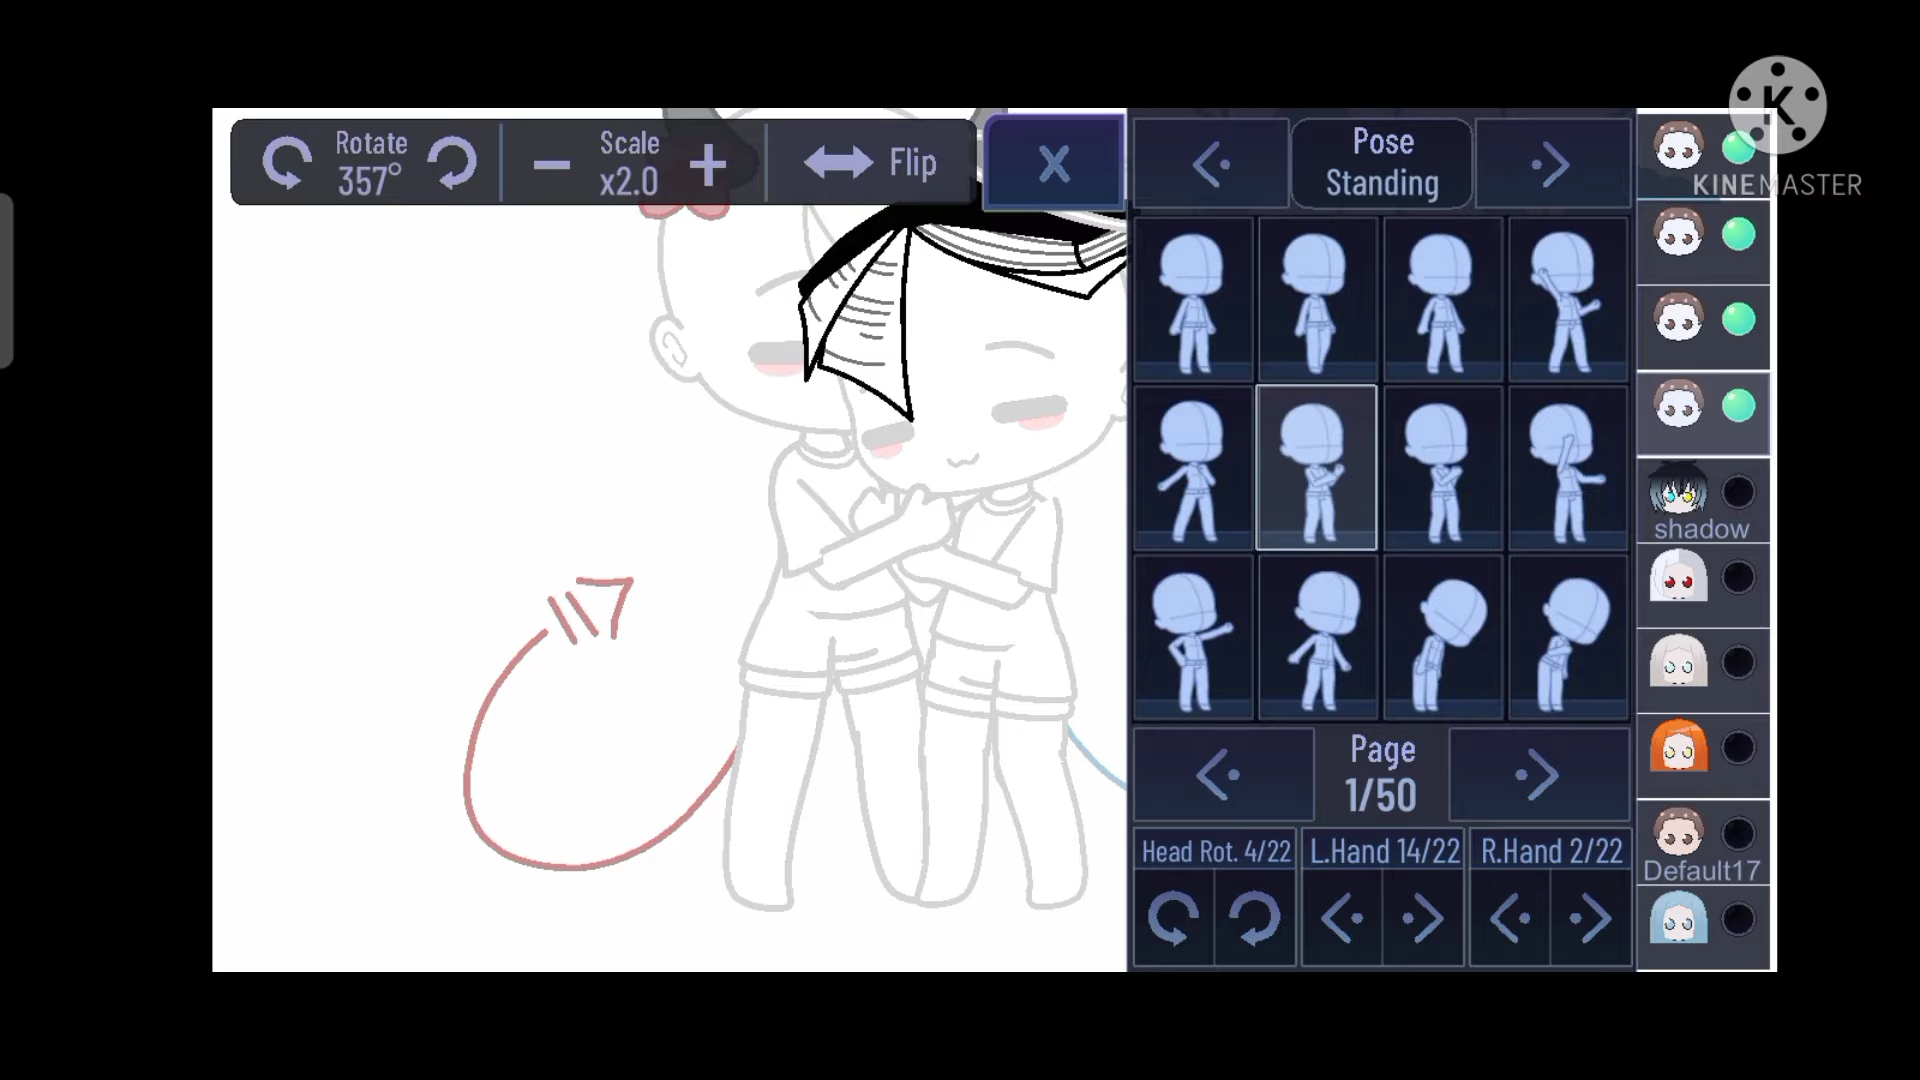 Rotate
357°
Scale
x2.0
Flip
X
Pose
Standing
K
KINEMASTER
shadow
Page
1/50
Head Rot. 4/22
L.Hand 14/22
R.Hand 2/22
Default17